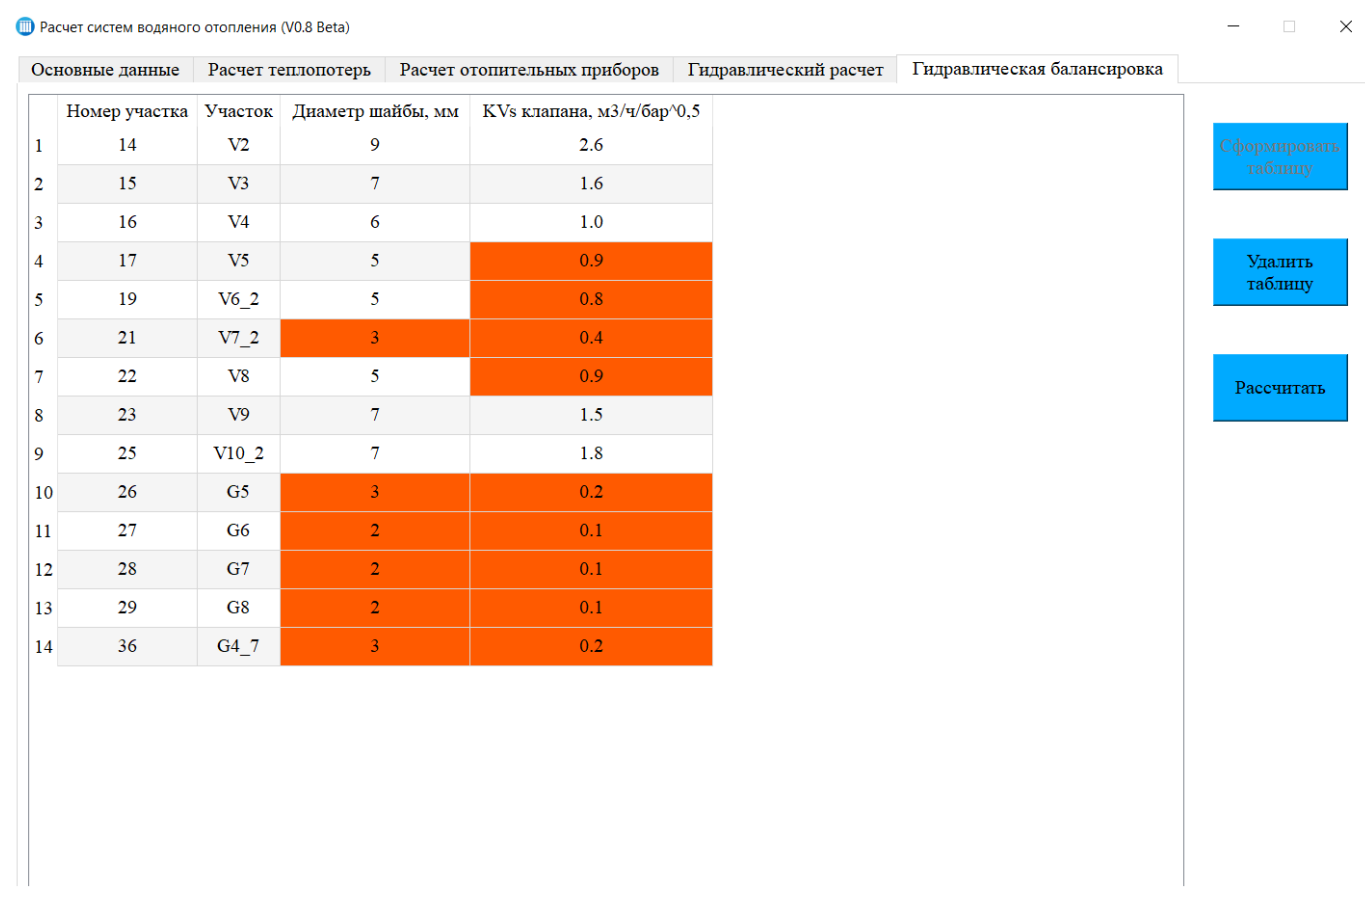 Расчет систем водяного отопления (V0.8 Beta)
Основные данные Расчет теплопотерь Расчет отопительных приборов Гидравлический расчет Гидравлическая балансировка
Номер участка Участок Диаметр шайбы, мм KVs клапана, м3/ч/бар^0,5
1 14 V2 9 2.6
2 15 V3 7 1.6
3 16 V4 6 1.0
4 17 V5 5 0.9
5 19 V6_2 5 0.8
6 21 V7_2 3 0.4
7 22 V8 5 0.9
8 23 V9 7 1.5
9 25 V10_2 7 1.8
10 26 G5 3 0.2
11 27 G6 2 0.1
12 28 G7 2 0.1
13 29 G8 2 0.1
14 36 G4_7 3 0.2
Сформировать
таблицу
Удалить
таблицу
Рассчитать